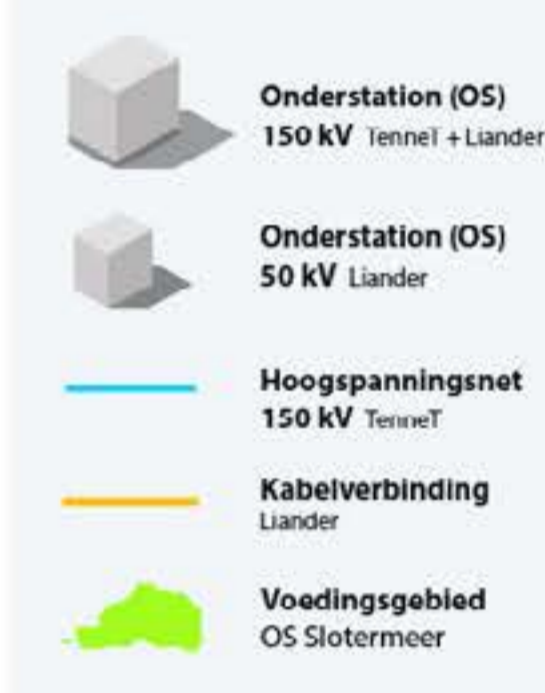 Onderstation (OS)
150 kV TenneT + Liander
Onderstation (OS)
50 kV Liander
Hoogspanningsnet
150 kV TenneT
Kabelverbinding
Liander
Voedingsgebied
OS Slotermeer